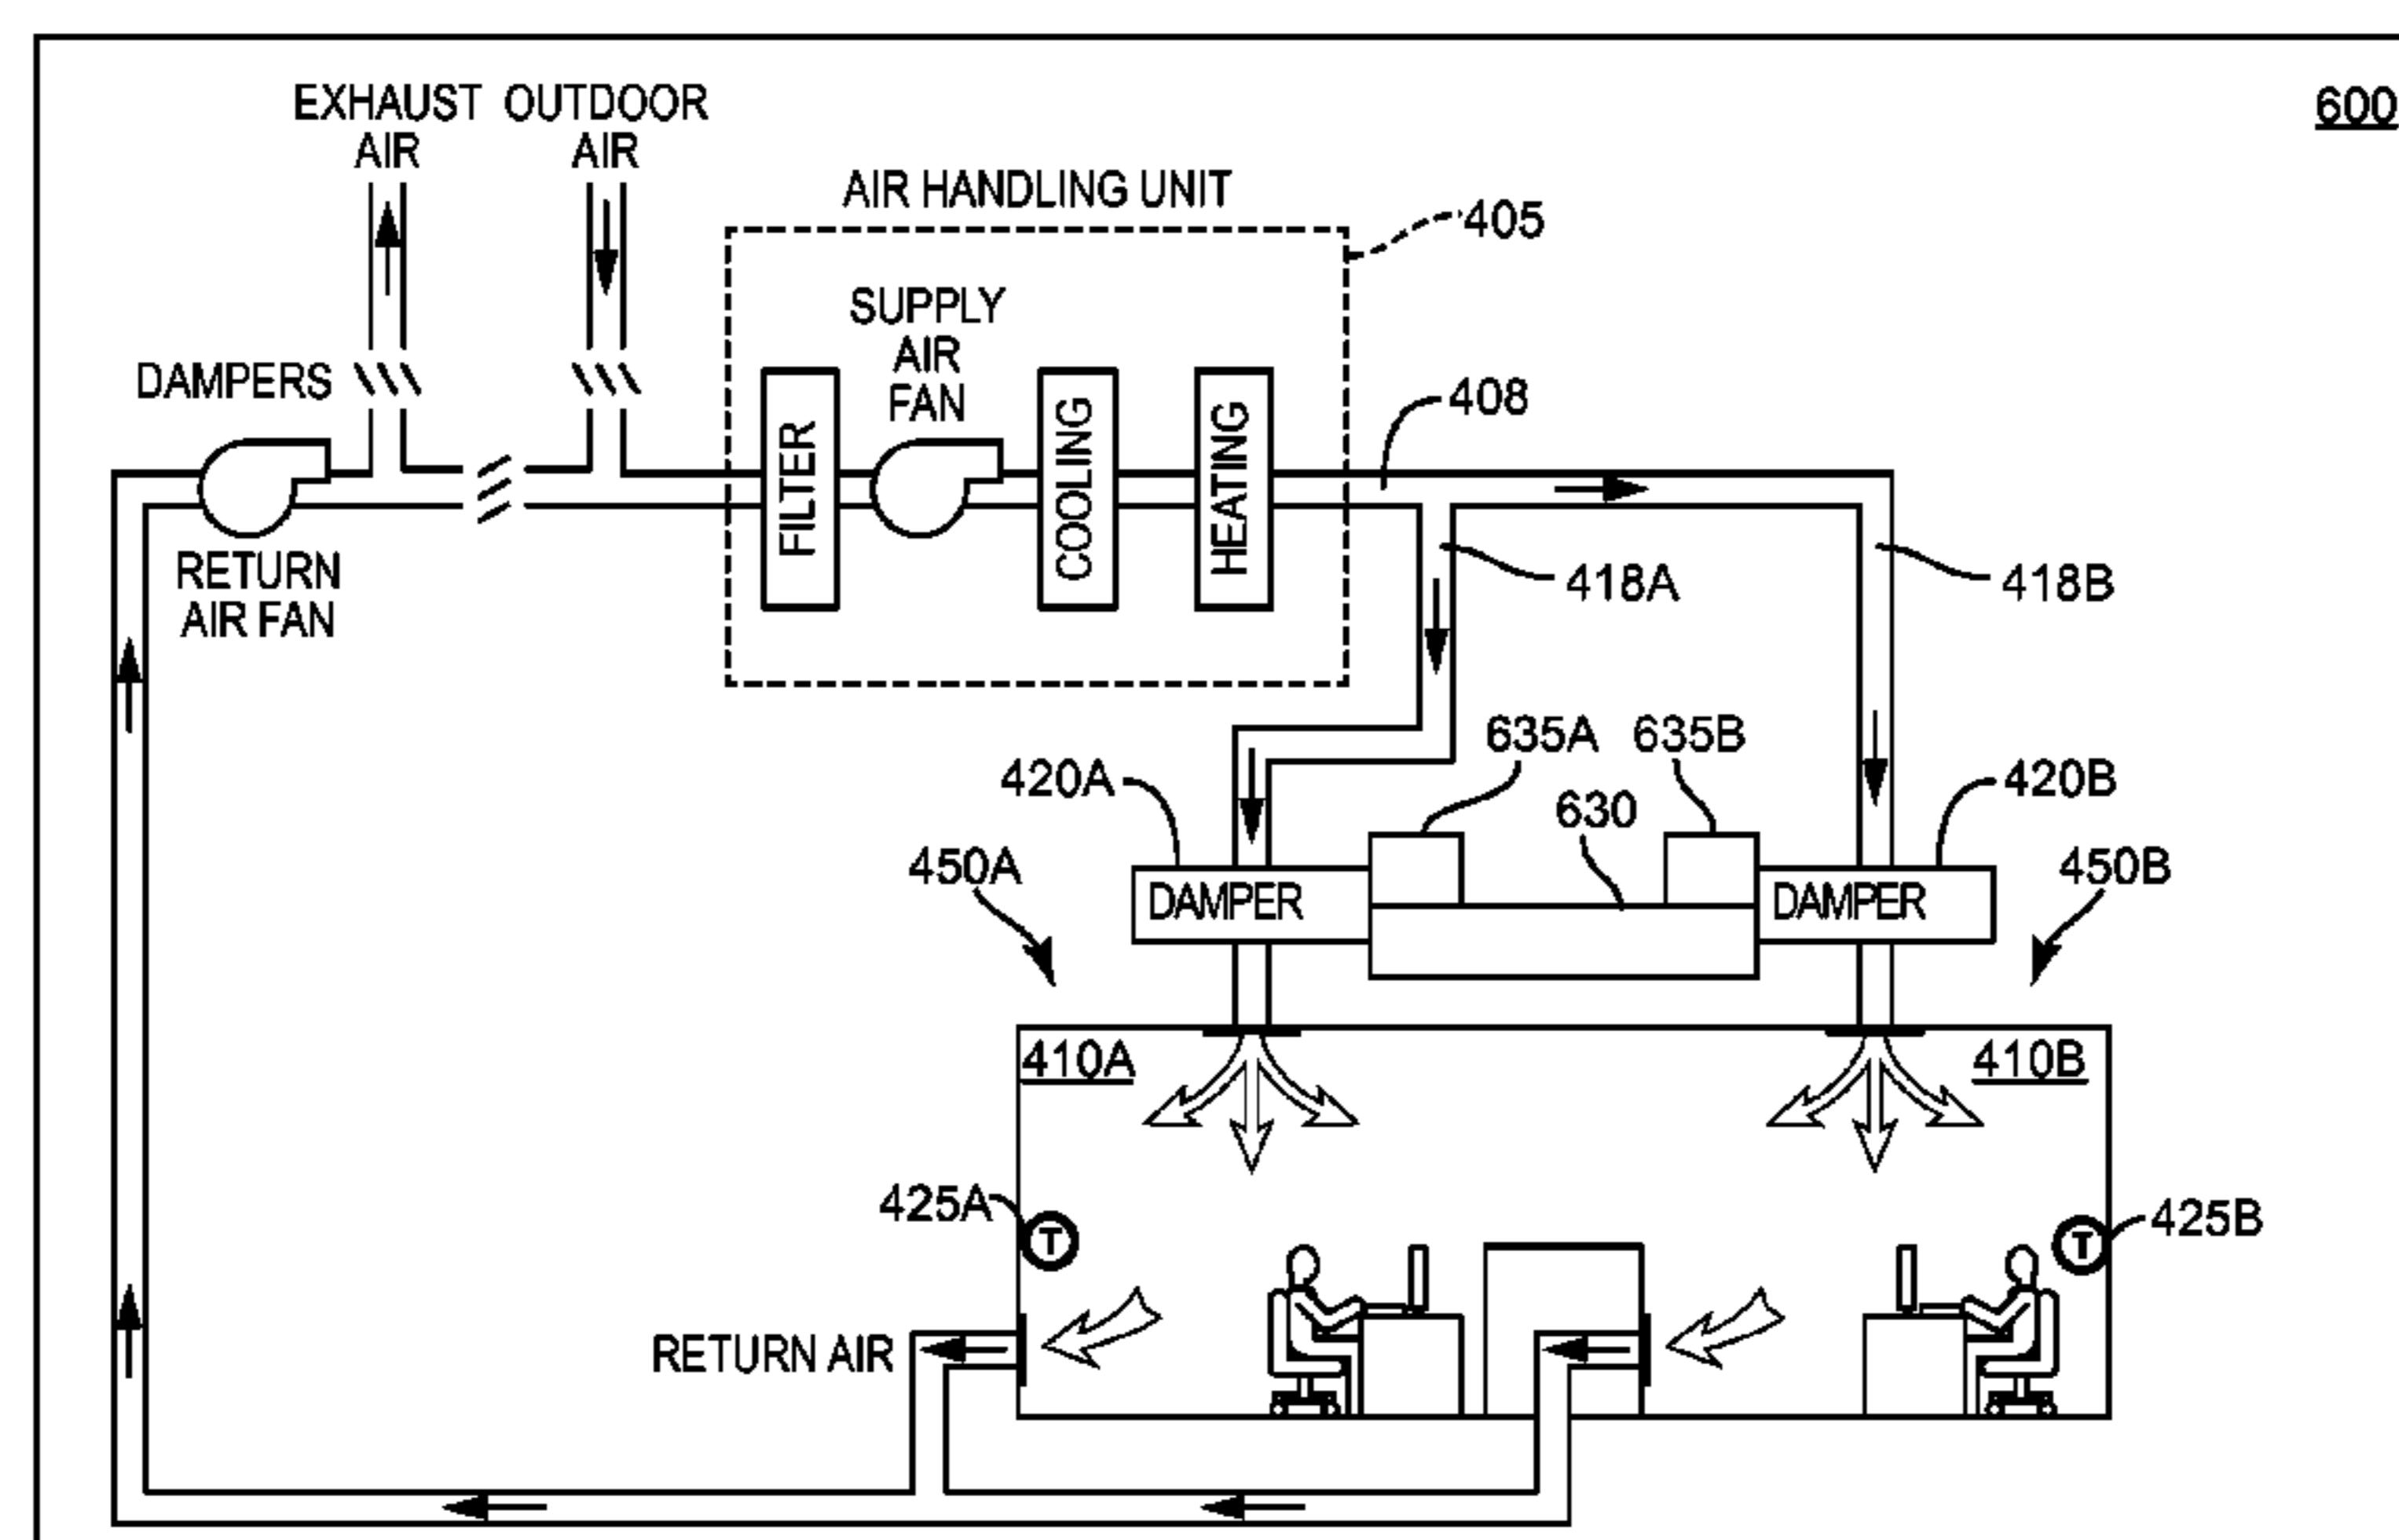 600
EXHAUST
AIR
OUTDOOR
AIR
AIR HANDLING UNIT
405
SUPPLY
AIR
FAN
DAMPERS
408
FILTER
COOLING
HEATING
RETURN
AIR FAN
418A
418B
635A
635B
420A
630
420B
450A
450B
DAMPER
DAMPER
410A
410B
425A
T
T
425B
RETURN AIR